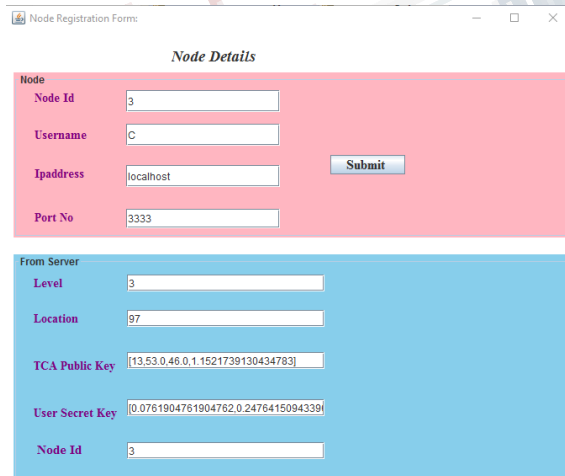 Node Registration Form:
Node Details
Node
Node Id 3
Username C
Submit
Ipaddress localhost
Port No 3333
From Server
Level 3
Location 97
TCA Public Key [13,53.0,46.0,1.1521739130434783]
User Secret Key [0.0761904761904762,0.2476415094339
Node Id 3